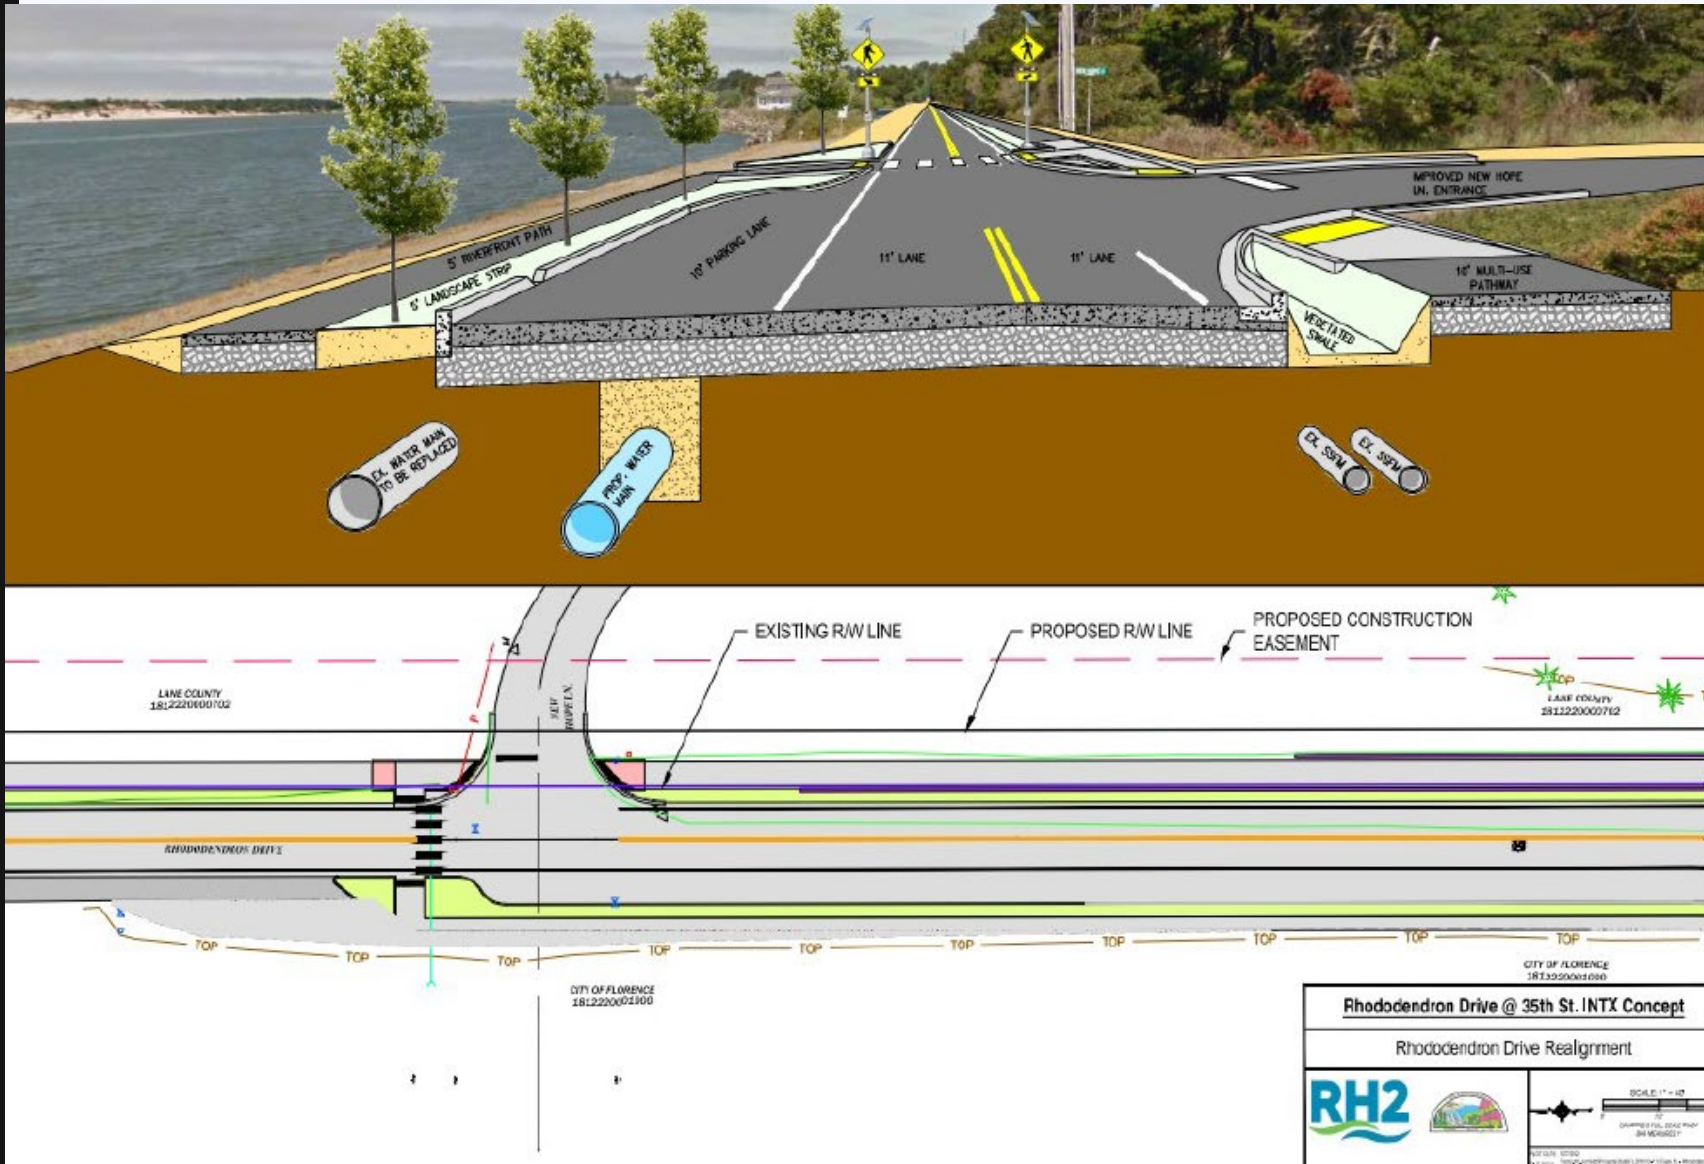 IMPROVED NEW HOPE
LN. ENTRANCE
5' RIVERFRONT PATH
5' LANDSCAPE STRIP
10' PARKING LANE
11' LANE
11' LANE
10' MULTI-USE
PATHWAY
VEGETATED
SWALE
EX. WATER MAIN
TO BE REPLACED
PROP. WATER
MAIN
EX. SSFM
EX. SSFM
EXISTING R/W LINE
PROPOSED R/W LINE
PROPOSED CONSTRUCTION
EASEMENT
LANE COUNTY
1812220000702
NEW
HOPE LN.
TOP
TOP
LANE COUNTY
1812220000702
RHODODENDRON DRIVE
TOP
TOP
TOP
TOP
TOP
TOP
TOP
TOP
TOP
TOP
CITY OF FLORENCE
CITY OF FLORENCE
Rhododendron Drive @ 35th St. INTX Concept
Rhododendron Drive Realignment
RH2